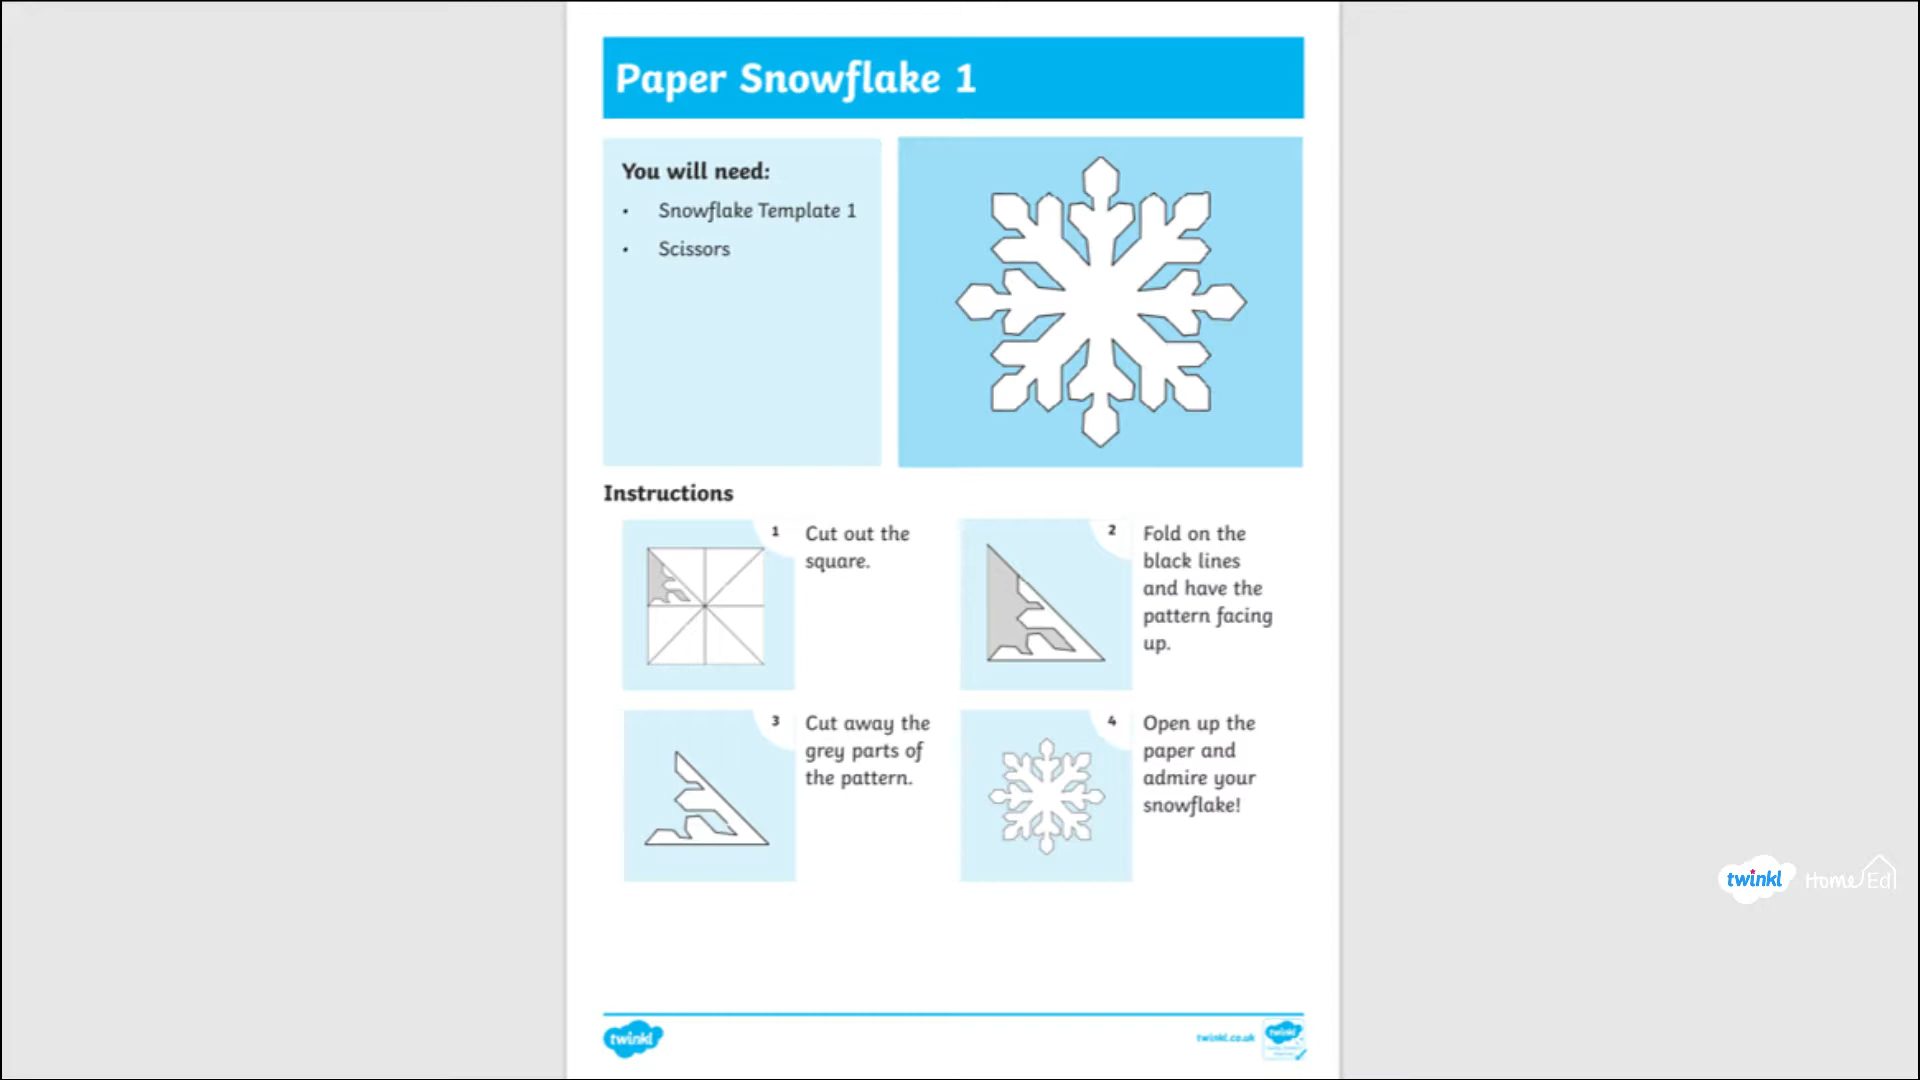 Paper Snowflake 1
You will need:
• Snowflake Template 1
• Scissors
Instructions
1
Cut out the
square.
2
Fold on the
black lines
and have the
pattern facing
up.
3
Cut away the
grey parts of
the pattern.
4
Open up the
paper and
admire your
snowflake!
twinkl HomeEd
twinkl
twinkl.co.uk
twinkl